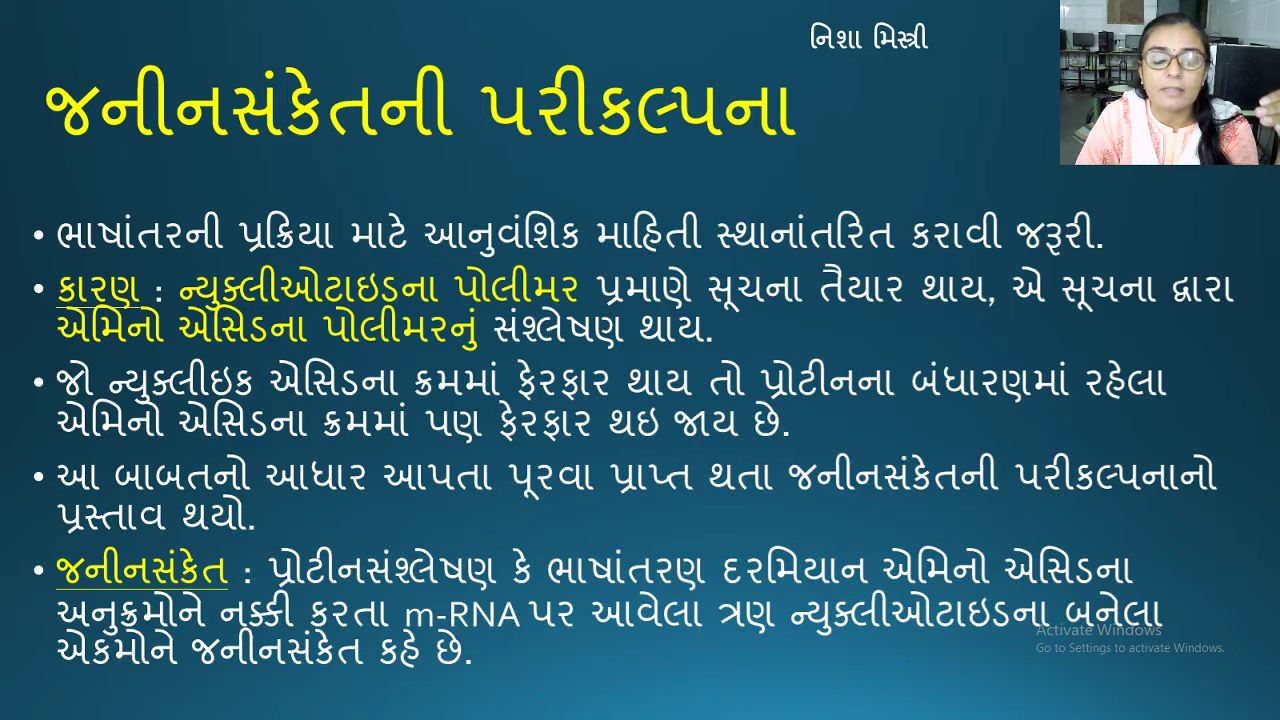 નિશા મિસ્ત્રી
જનીનસંકેતની પરીકલ્પના
• ભાષાંતરની પ્રક્રિયા માટે આનુવંશિક માહિતી સ્થાનાંતરિત કરાવી જરૂરી.
• કારણ : ન્યુક્લીઓટાઇડના પોલીમર પ્રમાણે સૂચના તૈયાર થાય, એ સૂચના દ્વારા
એમિનો એસિડના પોલીમરનું સંશ્લેષણ થાય.
• જો ન્યુક્લીઇક એસિડના ક્રમમાં ફેરફાર થાય તો પ્રોટીનના બંધારણમાં રહેલા
એમિનો એસિડના ક્રમમાં પણ ફેરફાર થઇ જાય છે.
• આ બાબતનો આધાર આપતા પૂરવા પ્રાપ્ત થતા જનીનસંકેતની પરીકલ્પનાનો
પ્રસ્તાવ થયો.
• જનીનસંકેત : પ્રોટીનસંશ્લેષણ કે ભાષાંતરણ દરમિયાન એમિનો એસિડના
અનુક્રમોને નક્કી કરતા m-RNA પર આવેલા ત્રણ ન્યુક્લીઓટાઇડના બનેલા
એકમોને જનીનસંકેત કહે છે.
Activate Windows
Go to Settings to activate Windows.